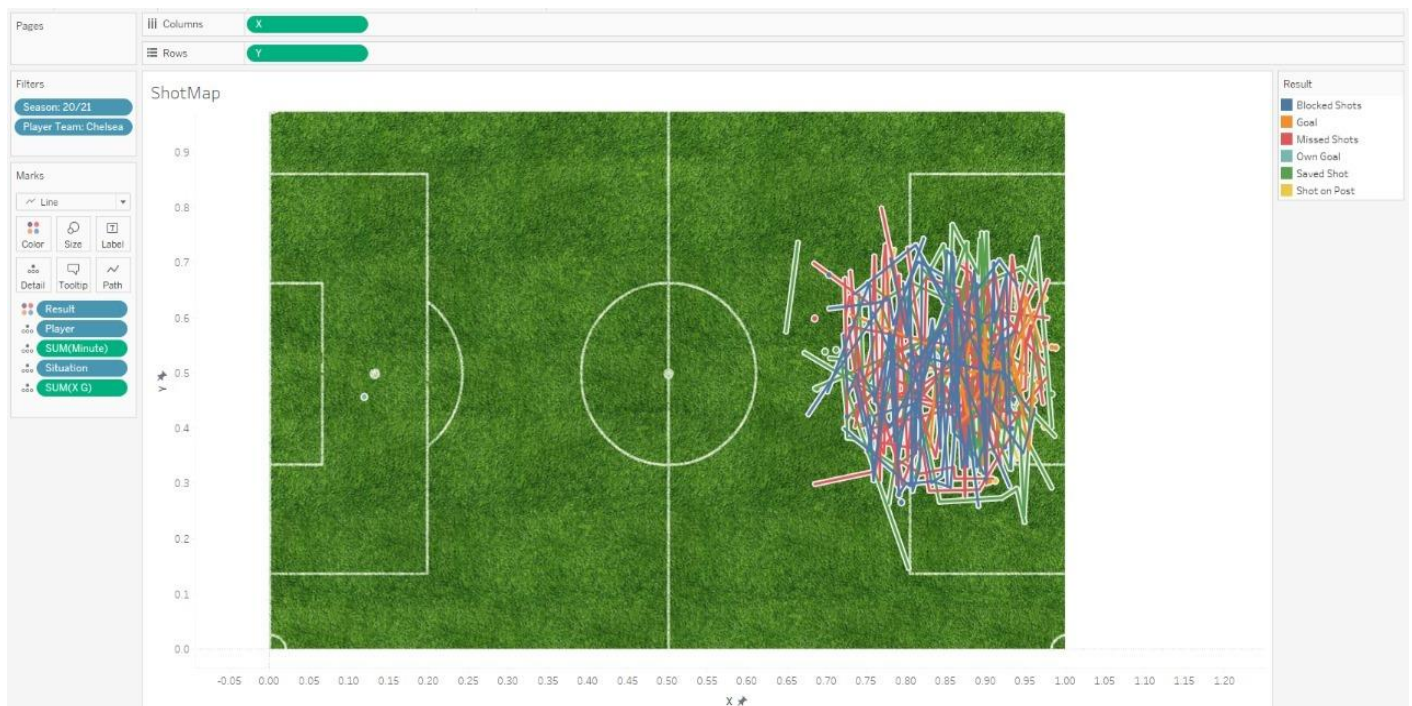 Pages
Columns
X
Rows
Y
Filters
Season: 20/21
Player Team: Chelsea
Marks
Line
Color
Size
Label
Detail
Tooltip
Path
Result
Player
SUM(Minute)
Situation
SUM(X G)
ShotMap
0.9
0.8
0.7
0.6
0.5
0.4
0.3
0.2
0.1
0.0
Y
-0.05 0.00 0.05 0.10 0.15 0.20 0.25 0.30 0.35 0.40 0.45 0.50 0.55 0.60 0.65 0.70 0.75 0.80 0.85 0.90 0.95 1.00 1.05 1.10 1.15 1.20
X
Result
Blocked Shots
Goal
Missed Shots
Own Goal
Saved Shot
Shot on Post